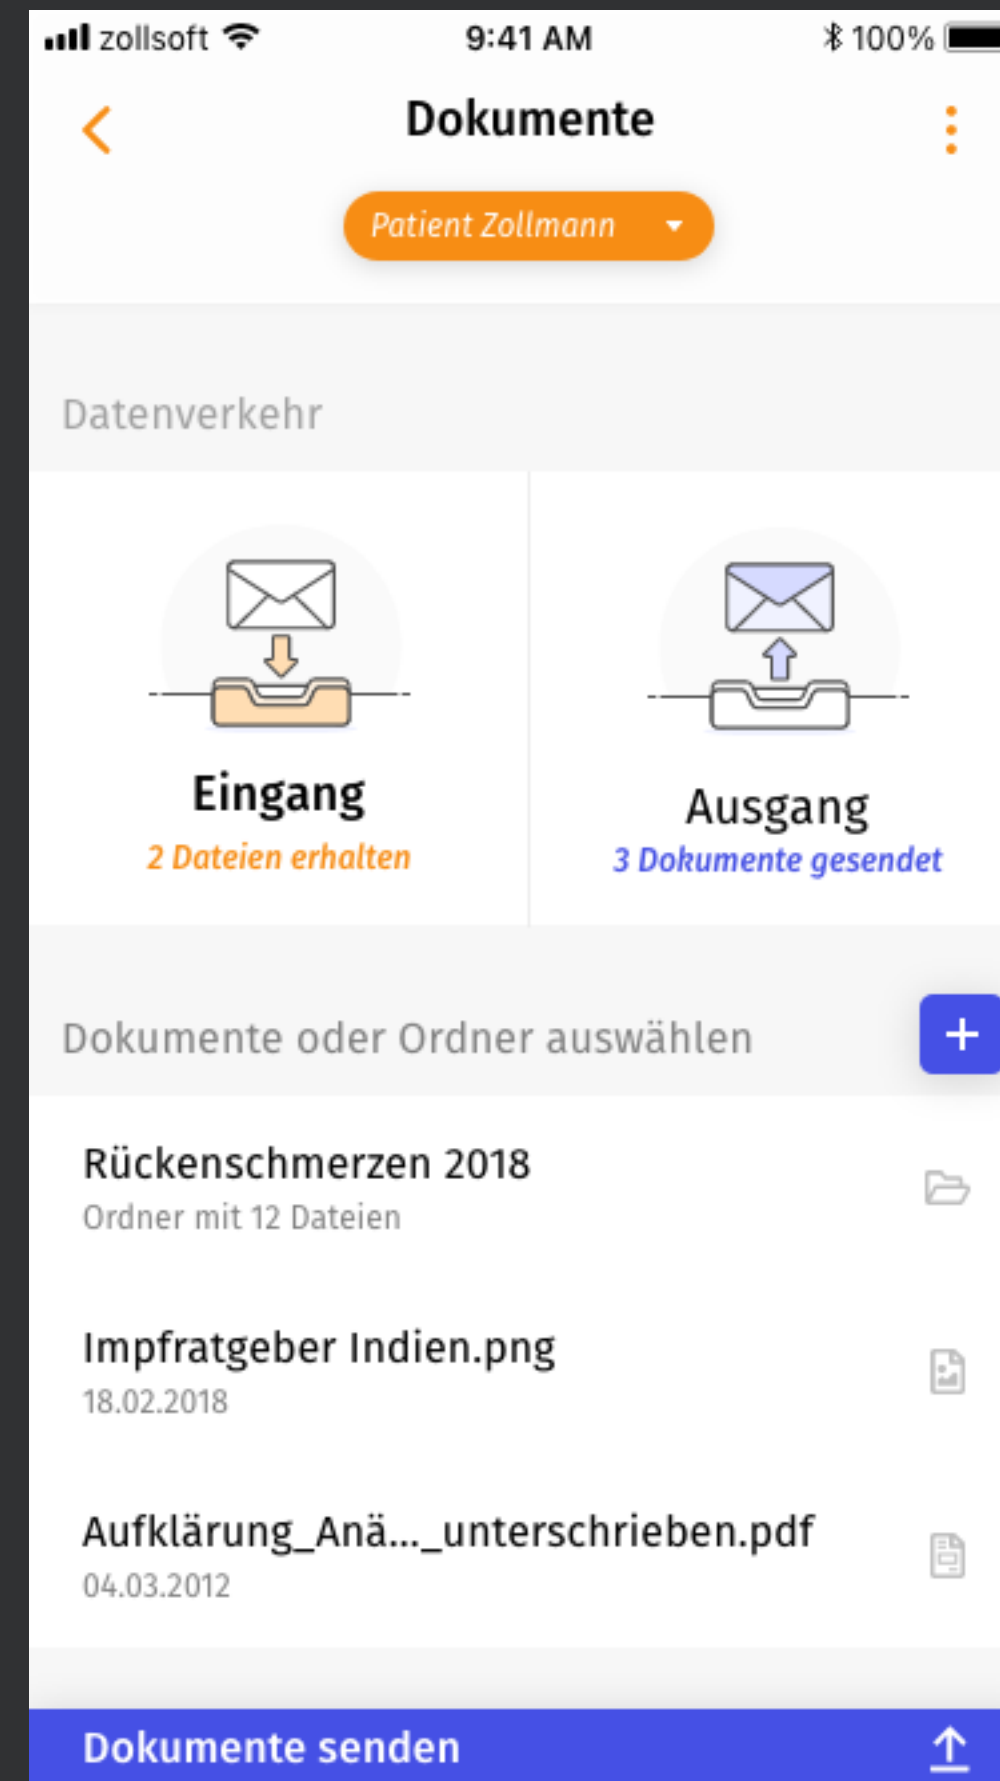 zollsoft 9:41 AM 100%
Dokumente
Patient Zollmann
Datenverkehr
Eingang
2 Dateien erhalten
Ausgang
3 Dokumente gesendet
Dokumente oder Ordner auswählen
Rückenschmerzen 2018
Ordner mit 12 Dateien
Impfratgeber Indien.png
18.02.2018
Aufklärung_Anä..._unterschrieben.pdf
04.03.2012
Dokumente senden